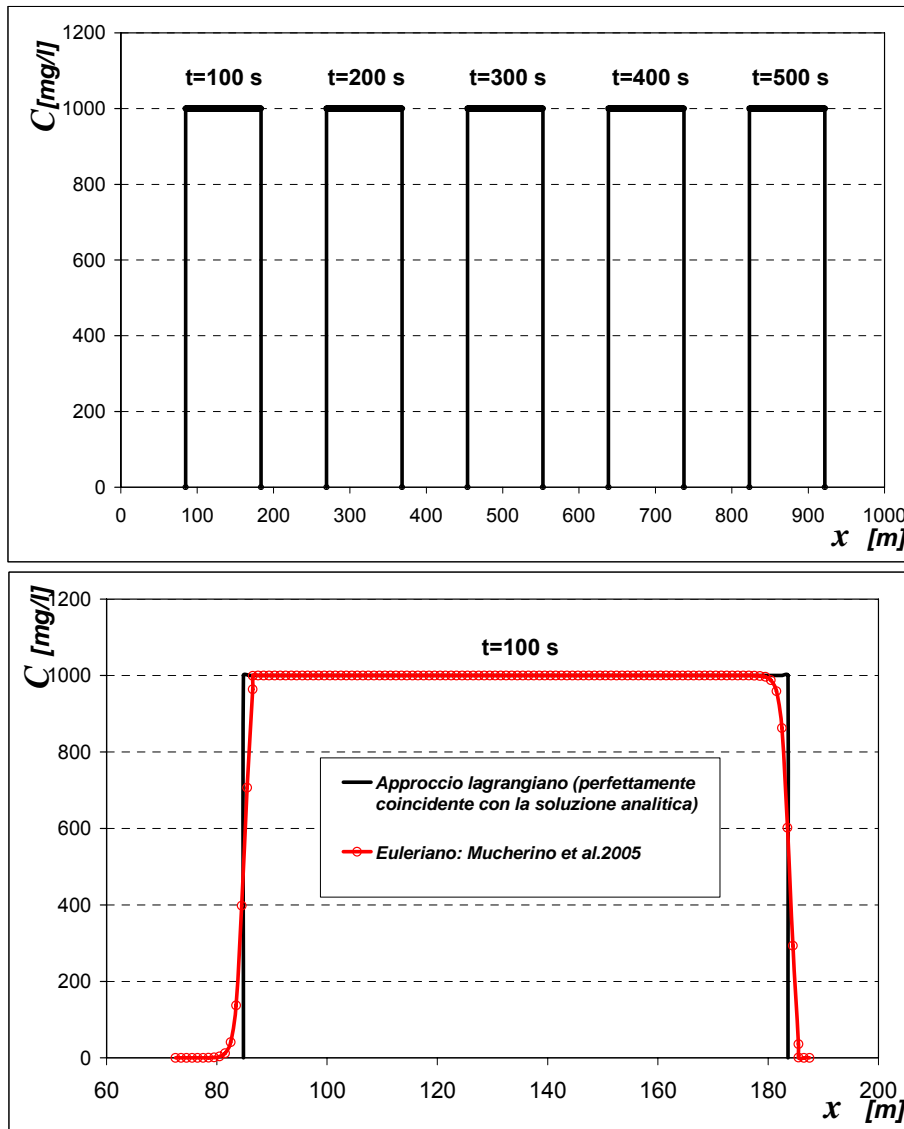 C [mg/l]
1200
1000
800
600
400
200
0
t=100 s t=200 s t=300 s t=400 s t=500 s
0 100 200 300 400 500 600 700 800 900 1000
x [m]
C [mg/l]
1200
1000
800
600
400
200
0
t=100 s
Approccio lagrangiano (perfettamente
coincidente con la soluzione analitica)
Euleriano: Mucherino et al.2005
60 80 100 120 140 160 180 200
x [m]